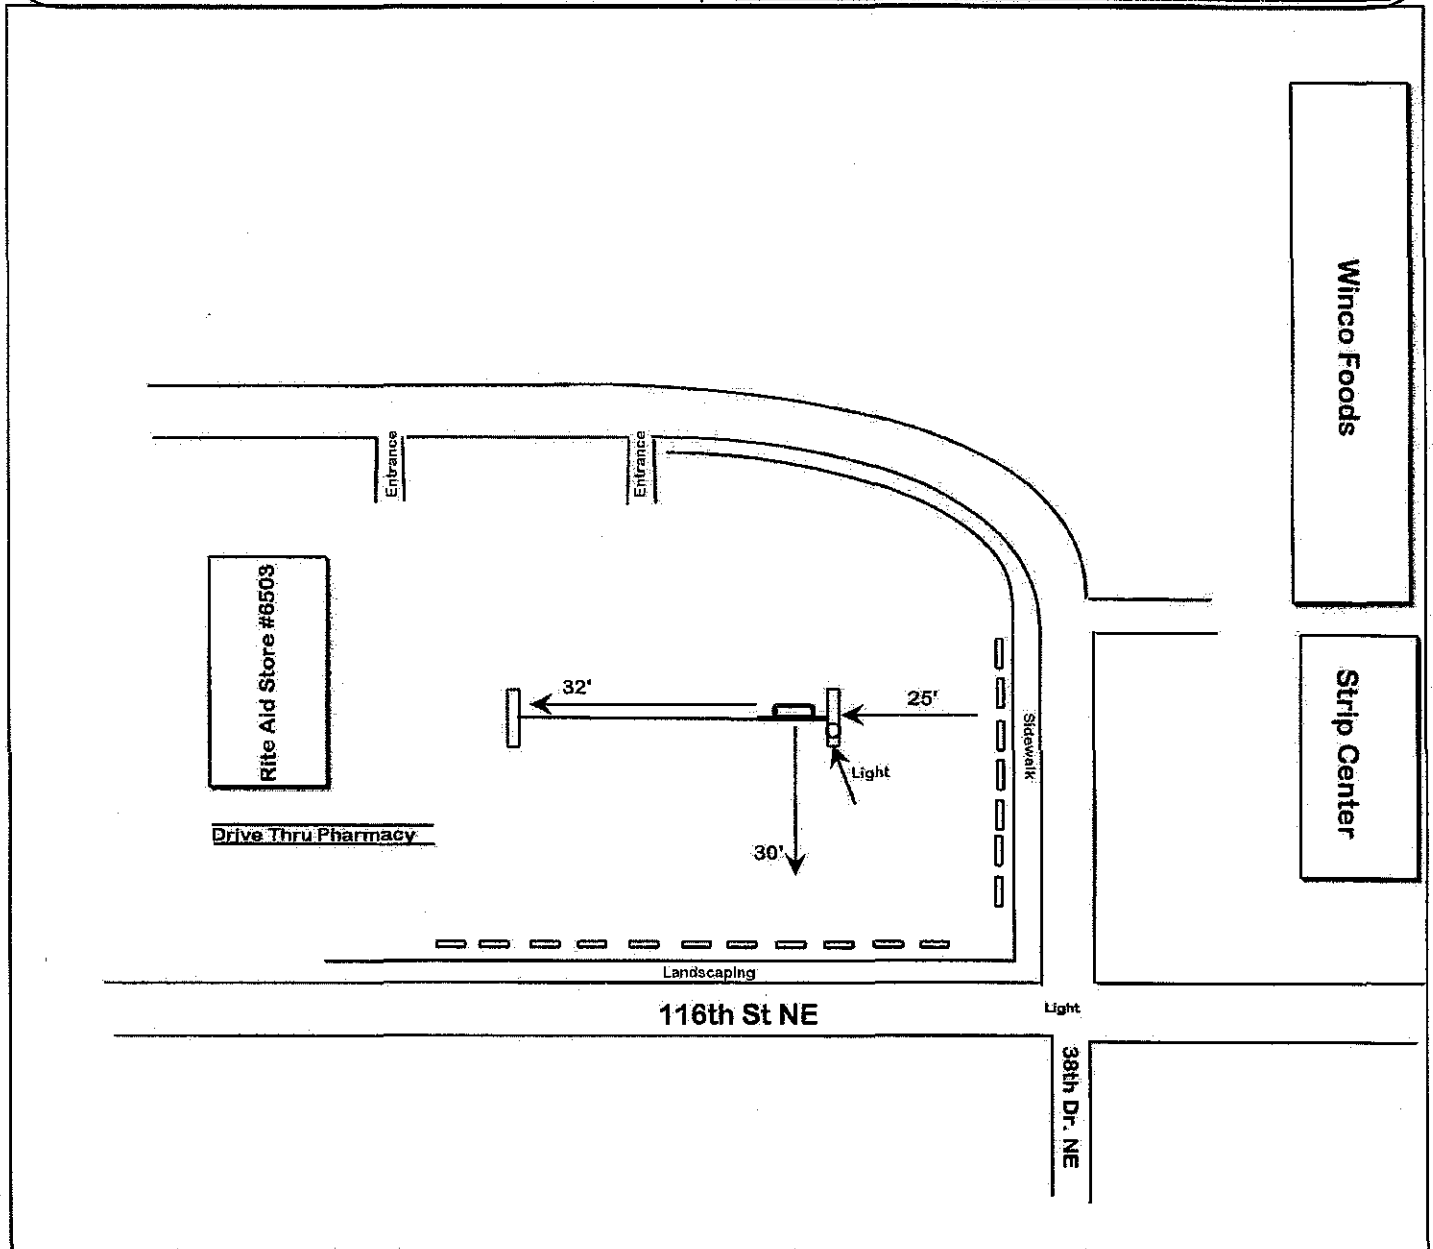 Winco Foods
Entrance
Entrance
Rite Aid Store #6503
32'
25'
Sidewalk
Strip Center
Light
Drive Thru Pharmacy
30'
Landscaping
116th St NE
Light
38th Dr. NE